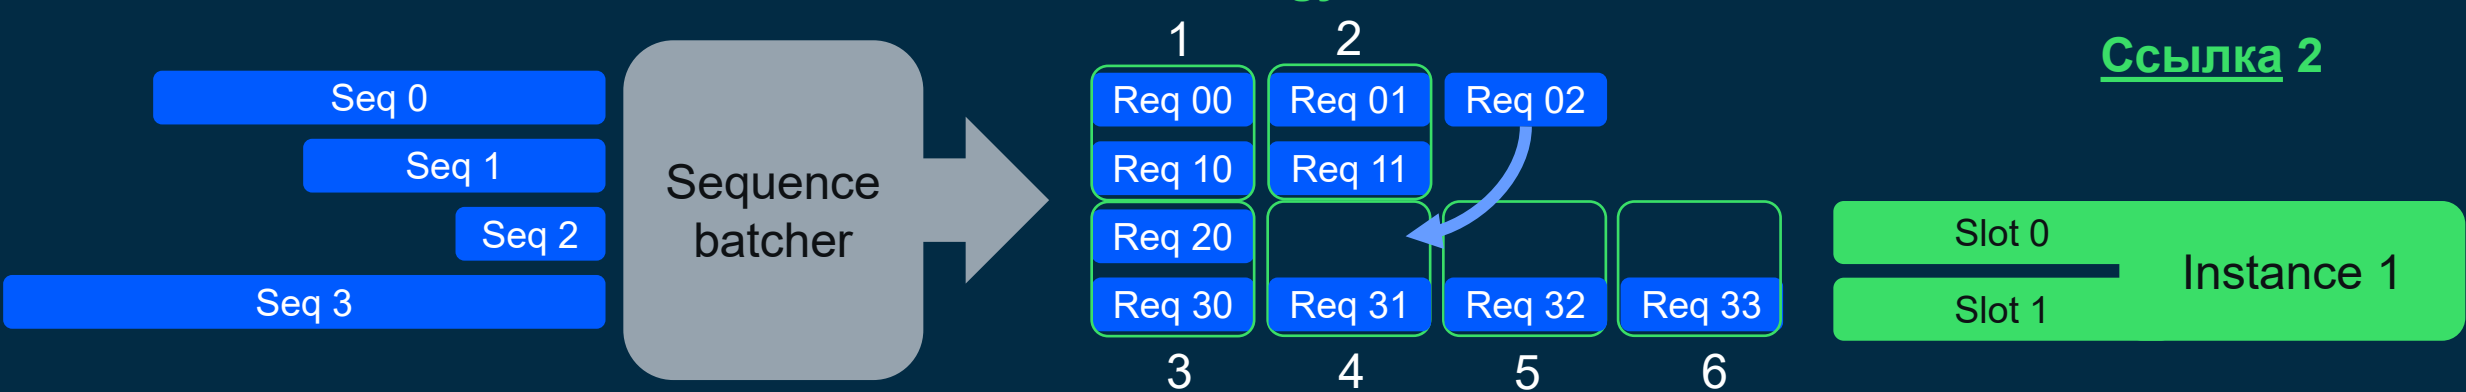 1 2
Ссылка 2
Seq 0
Req 00 Req 01 Req 02
Seq 1
Req 10 Req 11
Sequence
batcher
Seq 2
Req 20
Slot 0
Instance 1
Seq 3
Req 30 Req 31 Req 32 Req 33
Slot 1
3 4 5 6